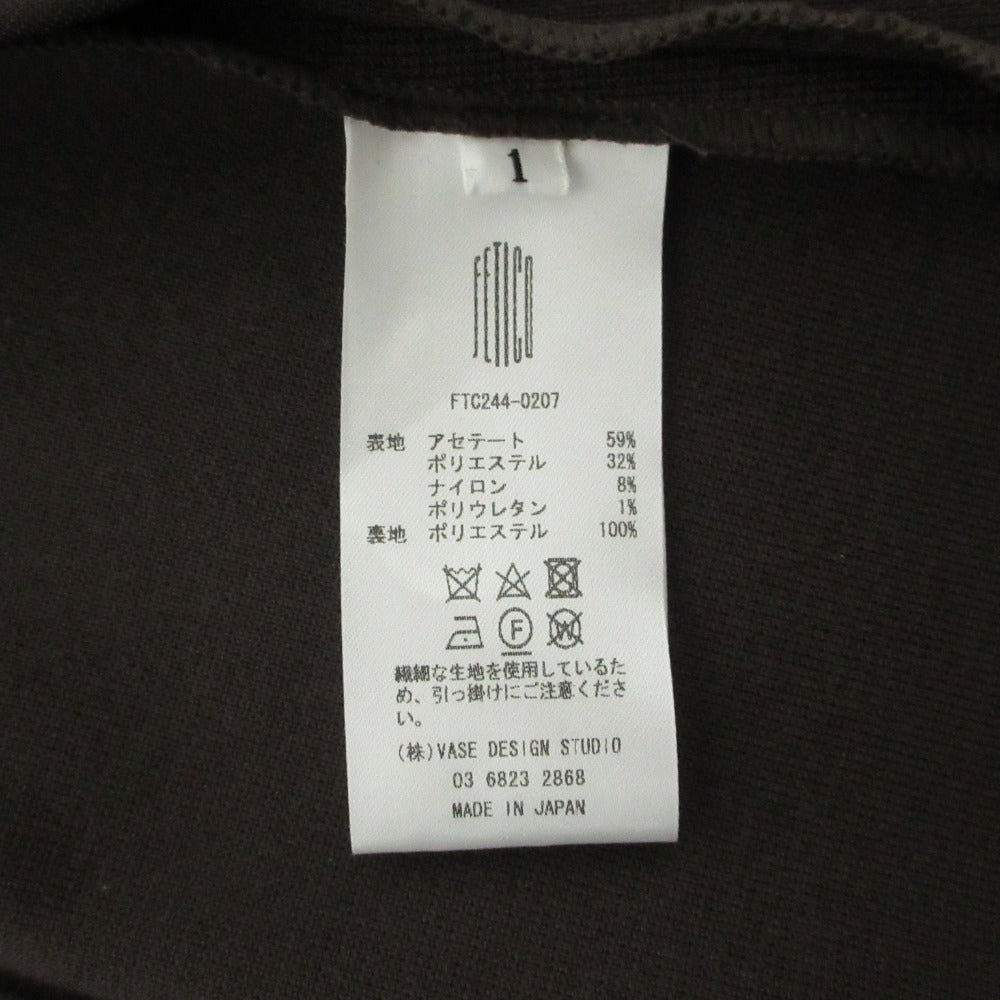 1
FETICO
FTC244-0207
表地 アセテート 59%
ポリエステル 32%
ナイロン 8%
ポリウレタン 1%
裏地 ポリエステル 100%
F W
繊細な生地を使用しているた
め、引っ掛けにご注意くださ
い。
(株)VASE DESIGN STUDIO
03 6823 2868
MADE IN JAPAN